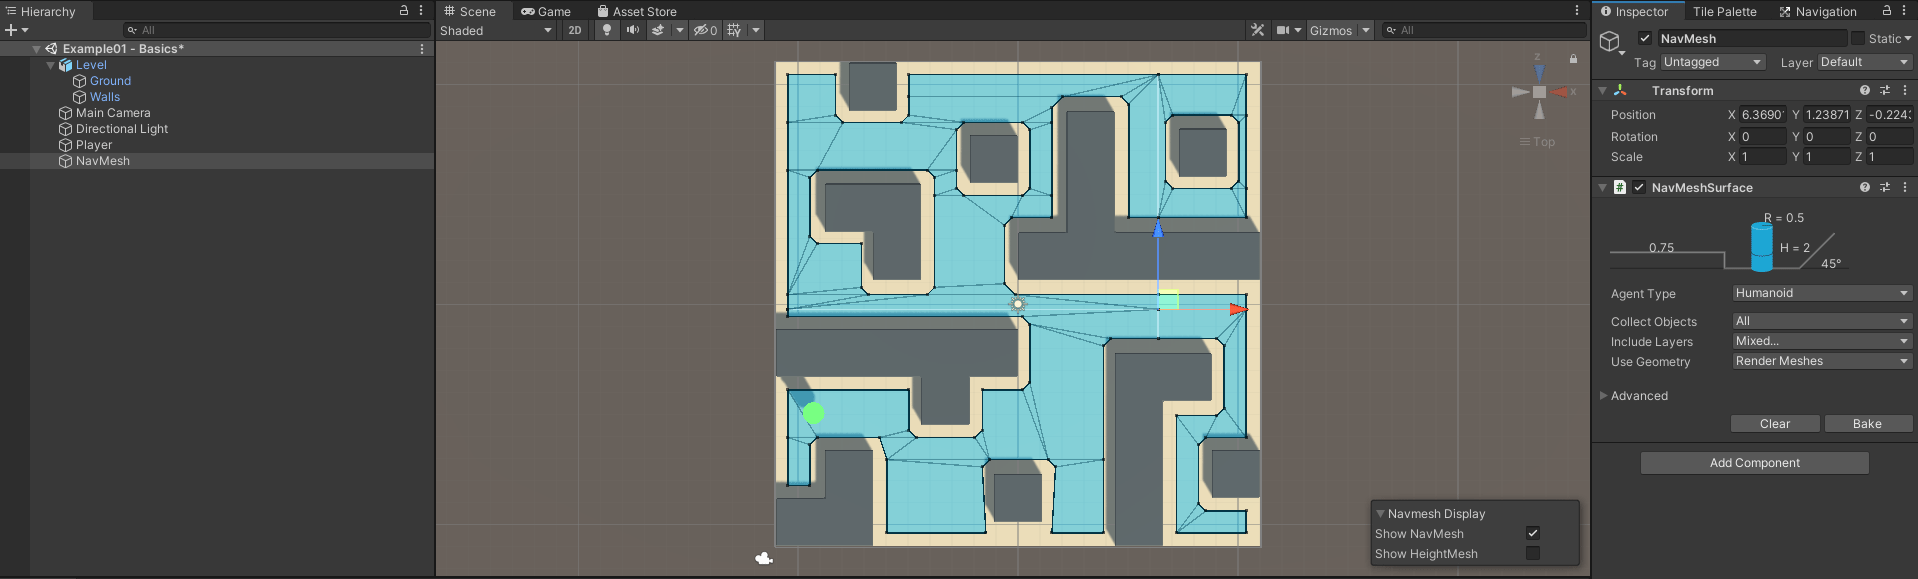 Hierarchy
All
Example01 - Basics*
Level
Ground
Walls
Main Camera
Directional Light
Player
NavMesh
Scene
Game
Asset Store
Shaded
2D
0
Gizmos
All
z
x
Top
Navmesh Display
Show NavMesh
Show HeightMesh
Inspector
Tile Palette
Navigation
NavMesh
Static
Tag Untagged Layer Default
Transform
Position X 6.3690 Y 1.23871 Z -0.224
Rotation X 0 Y 0 Z 0
Scale X 1 Y 1 Z 1
NavMeshSurface
R = 0.5
0.75
H = 2
45°
Agent Type Humanoid
Collect Objects All
Include Layers Mixed...
Use Geometry Render Meshes
Advanced
Clear Bake
Add Component